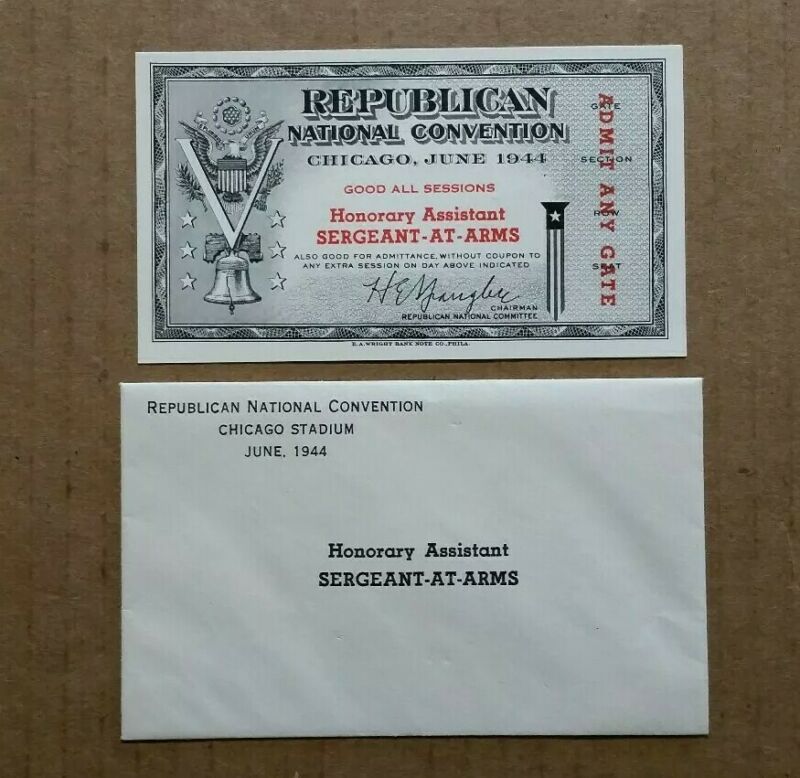 REPUBLICAN
NATIONAL CONVENTION
CHICAGO, JUNE 1944
GOOD ALL SESSIONS
Honorary Assistant
SERGEANT-AT-ARMS
ALSO GOOD FOR ADMITTANCE, WITHOUT COUPON TO
ANY EXTRA SESSION ON DAY ABOVE INDICATED
H E Spangler
CHAIRMAN
REPUBLICAN NATIONAL COMMITTEE
V
GATE
SECTION
ROW
SEAT
ADMIT ANY GATE
E.A. WRIGHT BANK NOTE CO., PHILA.
REPUBLICAN NATIONAL CONVENTION
CHICAGO STADIUM
JUNE, 1944
Honorary Assistant
SERGEANT-AT-ARMS